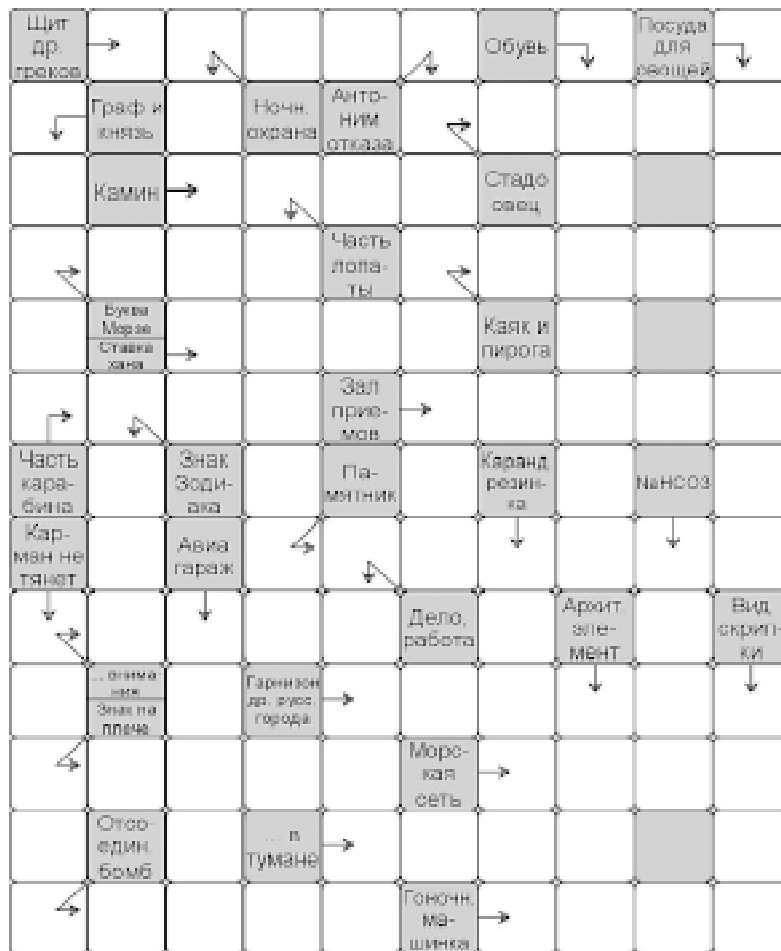 Щит
др.
греков
Обувь
Посуда
для
овощей
Граф и
князь
Ночн.
охрана
Анто-
ним
отказа
Камин
Стадо
овец
Часть
лопа-
ты
Буква
Морзе
Ставка
хана
Каяк и
пирога
Зал
прие-
мов
Часть
кара-
бина
Знак
Зоди-
ака
Па-
мятник
Каранд.
резин-
ка
NaHCO3
Кар-
ман не
тянет
Авиа
гараж
Дело,
работа
Архит.
эле-
мент
Вид
скрип-
ки
... внима-
ния
Знак на
плече
Гарнизон
др. русс.
города
Морс-
кая
сеть
Отсо-
един.
бомб
... в
тумане
Гоночн.
ма-
шинка